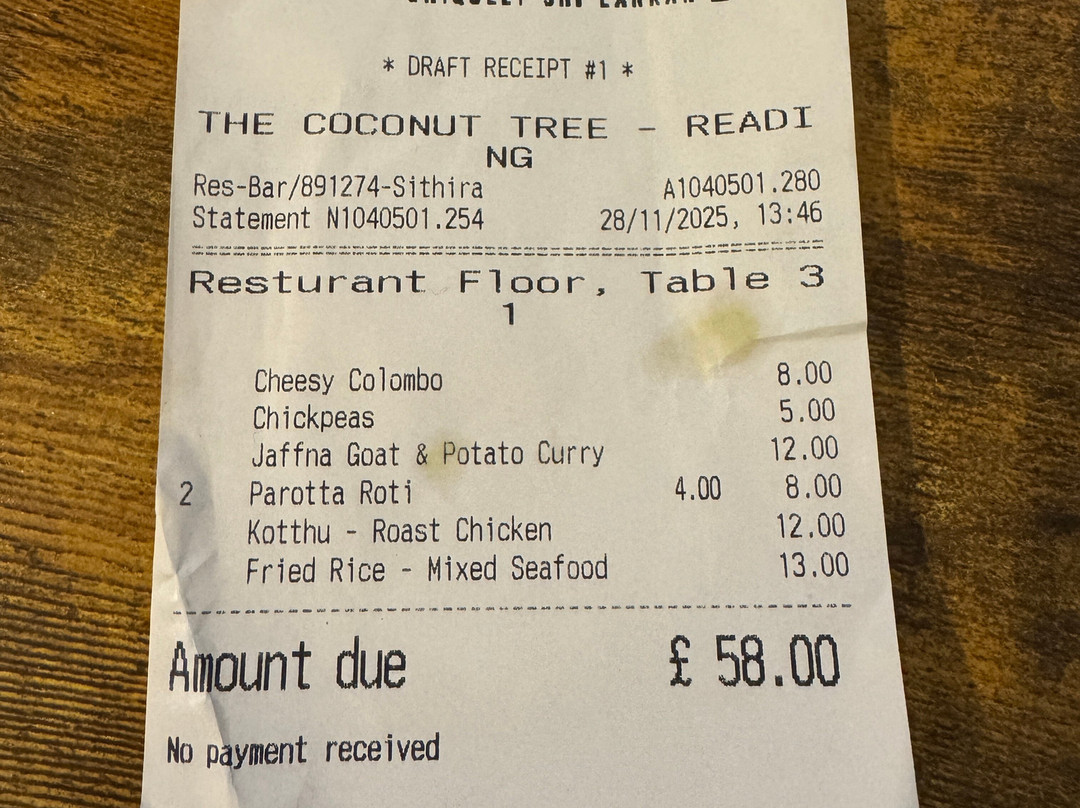 * DRAFT RECEIPT #1 *
THE COCONUT TREE - READI
NG
Res-Bar/891274-Sithira A1040501.280
Statement N1040501.254 28/11/2025, 13:46
Resturant Floor, Table 3
1
Cheesy Colombo 8.00
Chickpeas 5.00
Jaffna Goat & Potato Curry 12.00
2 Parotta Roti 4.00 8.00
Kotthu - Roast Chicken 12.00
Fried Rice - Mixed Seafood 13.00
Amount due £ 58.00
No payment received